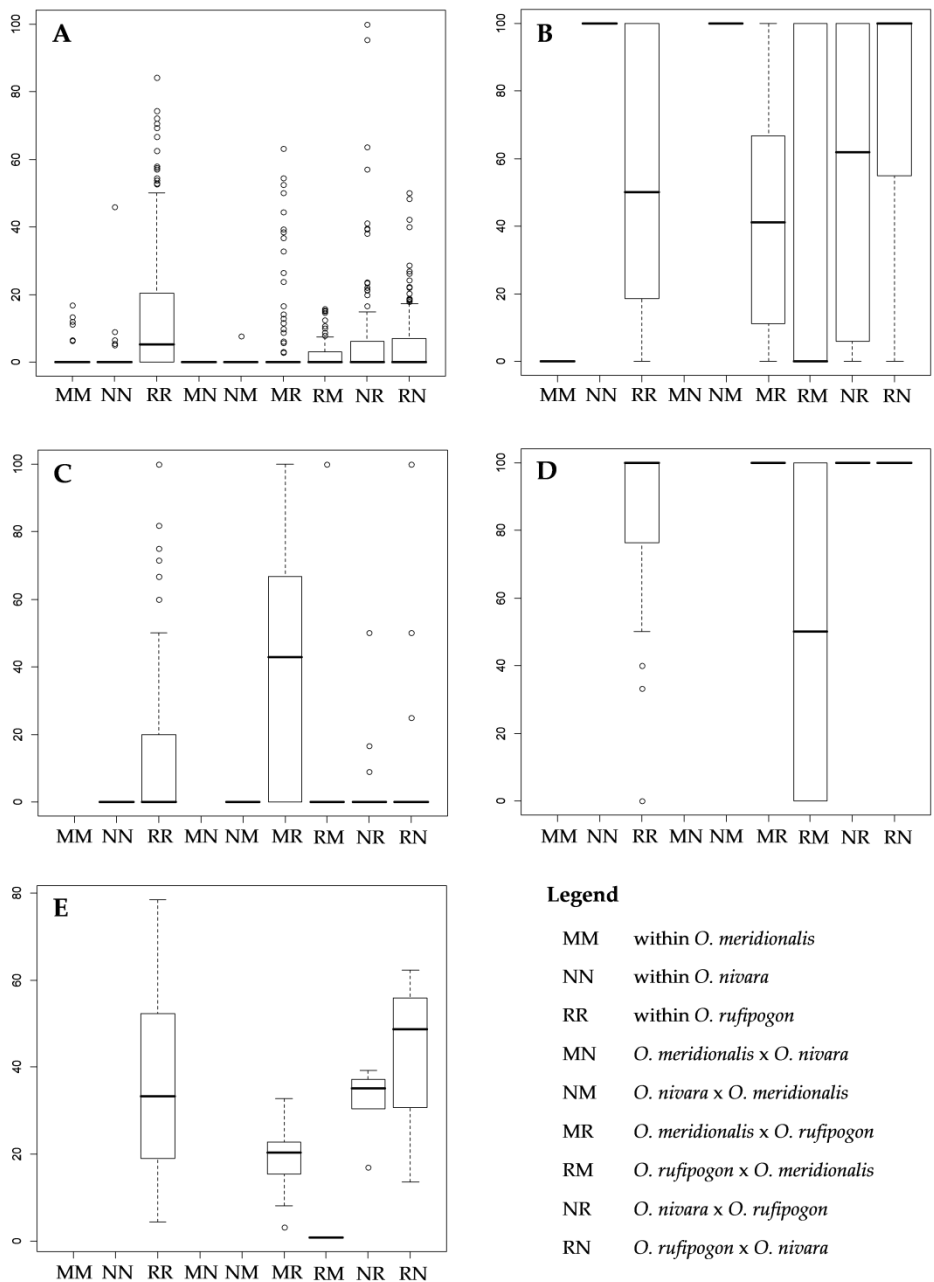 A
100
80
60
40
20
0
MM NN RR MN NM MR RM NR RN
B
100
80
60
40
20
0
MM NN RR MN NM MR RM NR RN
C
100
80
60
40
20
0
MM NN RR MN NM MR RM NR RN
D
100
80
60
40
20
0
MM NN RR MN NM MR RM NR RN
E
80
60
40
20
0
MM NN RR MN NM MR RM NR RN
Legend
MM within O. meridionalis
NN within O. nivara
RR within O. rufipogon
MN O. meridionalis x O. nivara
NM O. nivara x O. meridionalis
MR O. meridionalis x O. rufipogon
RM O. rufipogon x O. meridionalis
NR O. nivara x O. rufipogon
RN O. rufipogon x O. nivara